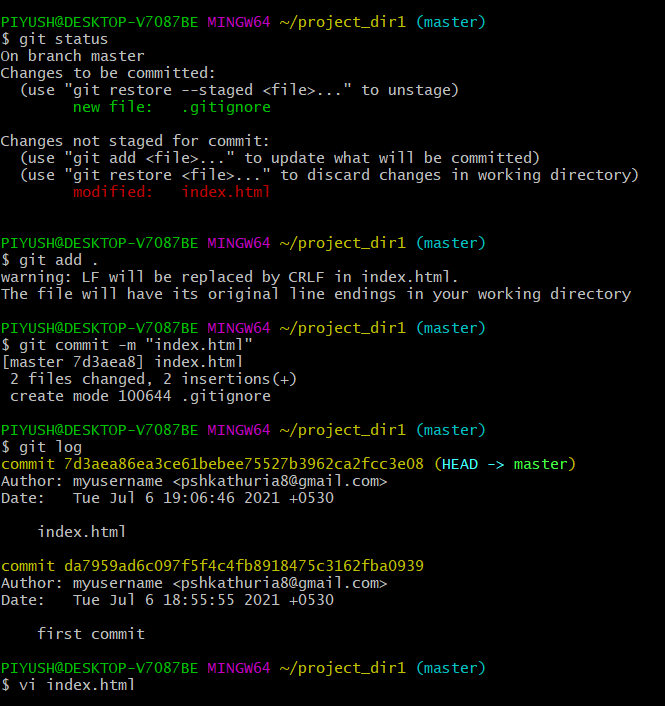 PIYUSH@DESKTOP-V7087BE MINGW64 ~/project_dir1 (master)
$ git status
On branch master
Changes to be committed:
  (use "git restore --staged <file>..." to unstage)
        new file:   .gitignore

Changes not staged for commit:
  (use "git add <file>..." to update what will be committed)
  (use "git restore <file>..." to discard changes in working directory)
        modified:   index.html


PIYUSH@DESKTOP-V7087BE MINGW64 ~/project_dir1 (master)
$ git add .
warning: LF will be replaced by CRLF in index.html.
The file will have its original line endings in your working directory

PIYUSH@DESKTOP-V7087BE MINGW64 ~/project_dir1 (master)
$ git commit -m "index.html"
[master 7d3aea8] index.html
 2 files changed, 2 insertions(+)
 create mode 100644 .gitignore

PIYUSH@DESKTOP-V7087BE MINGW64 ~/project_dir1 (master)
$ git log
commit 7d3aea86ea3ce61bebee75527b3962ca2fcc3e08 (HEAD -> master)
Author: myusername <pshkathuria8@gmail.com>
Date:   Tue Jul 6 19:06:46 2021 +0530

    index.html

commit da7959ad6c097f5f4c4fb8918475c3162fba0939
Author: myusername <pshkathuria8@gmail.com>
Date:   Tue Jul 6 18:55:55 2021 +0530

    first commit

PIYUSH@DESKTOP-V7087BE MINGW64 ~/project_dir1 (master)
$ vi index.html